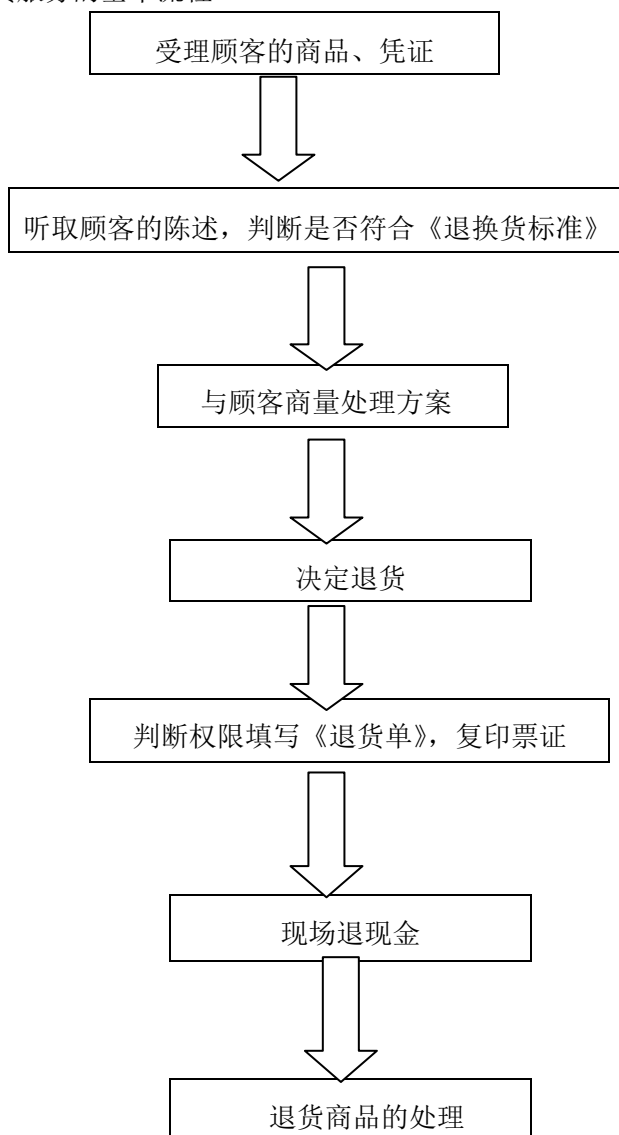 受理顾客的商品、凭证
听取顾客的陈述，判断是否符合《退换货标准》
与顾客商量处理方案
决定退货
判断权限填写《退货单》，复印票证
现场退现金
退货商品的处理